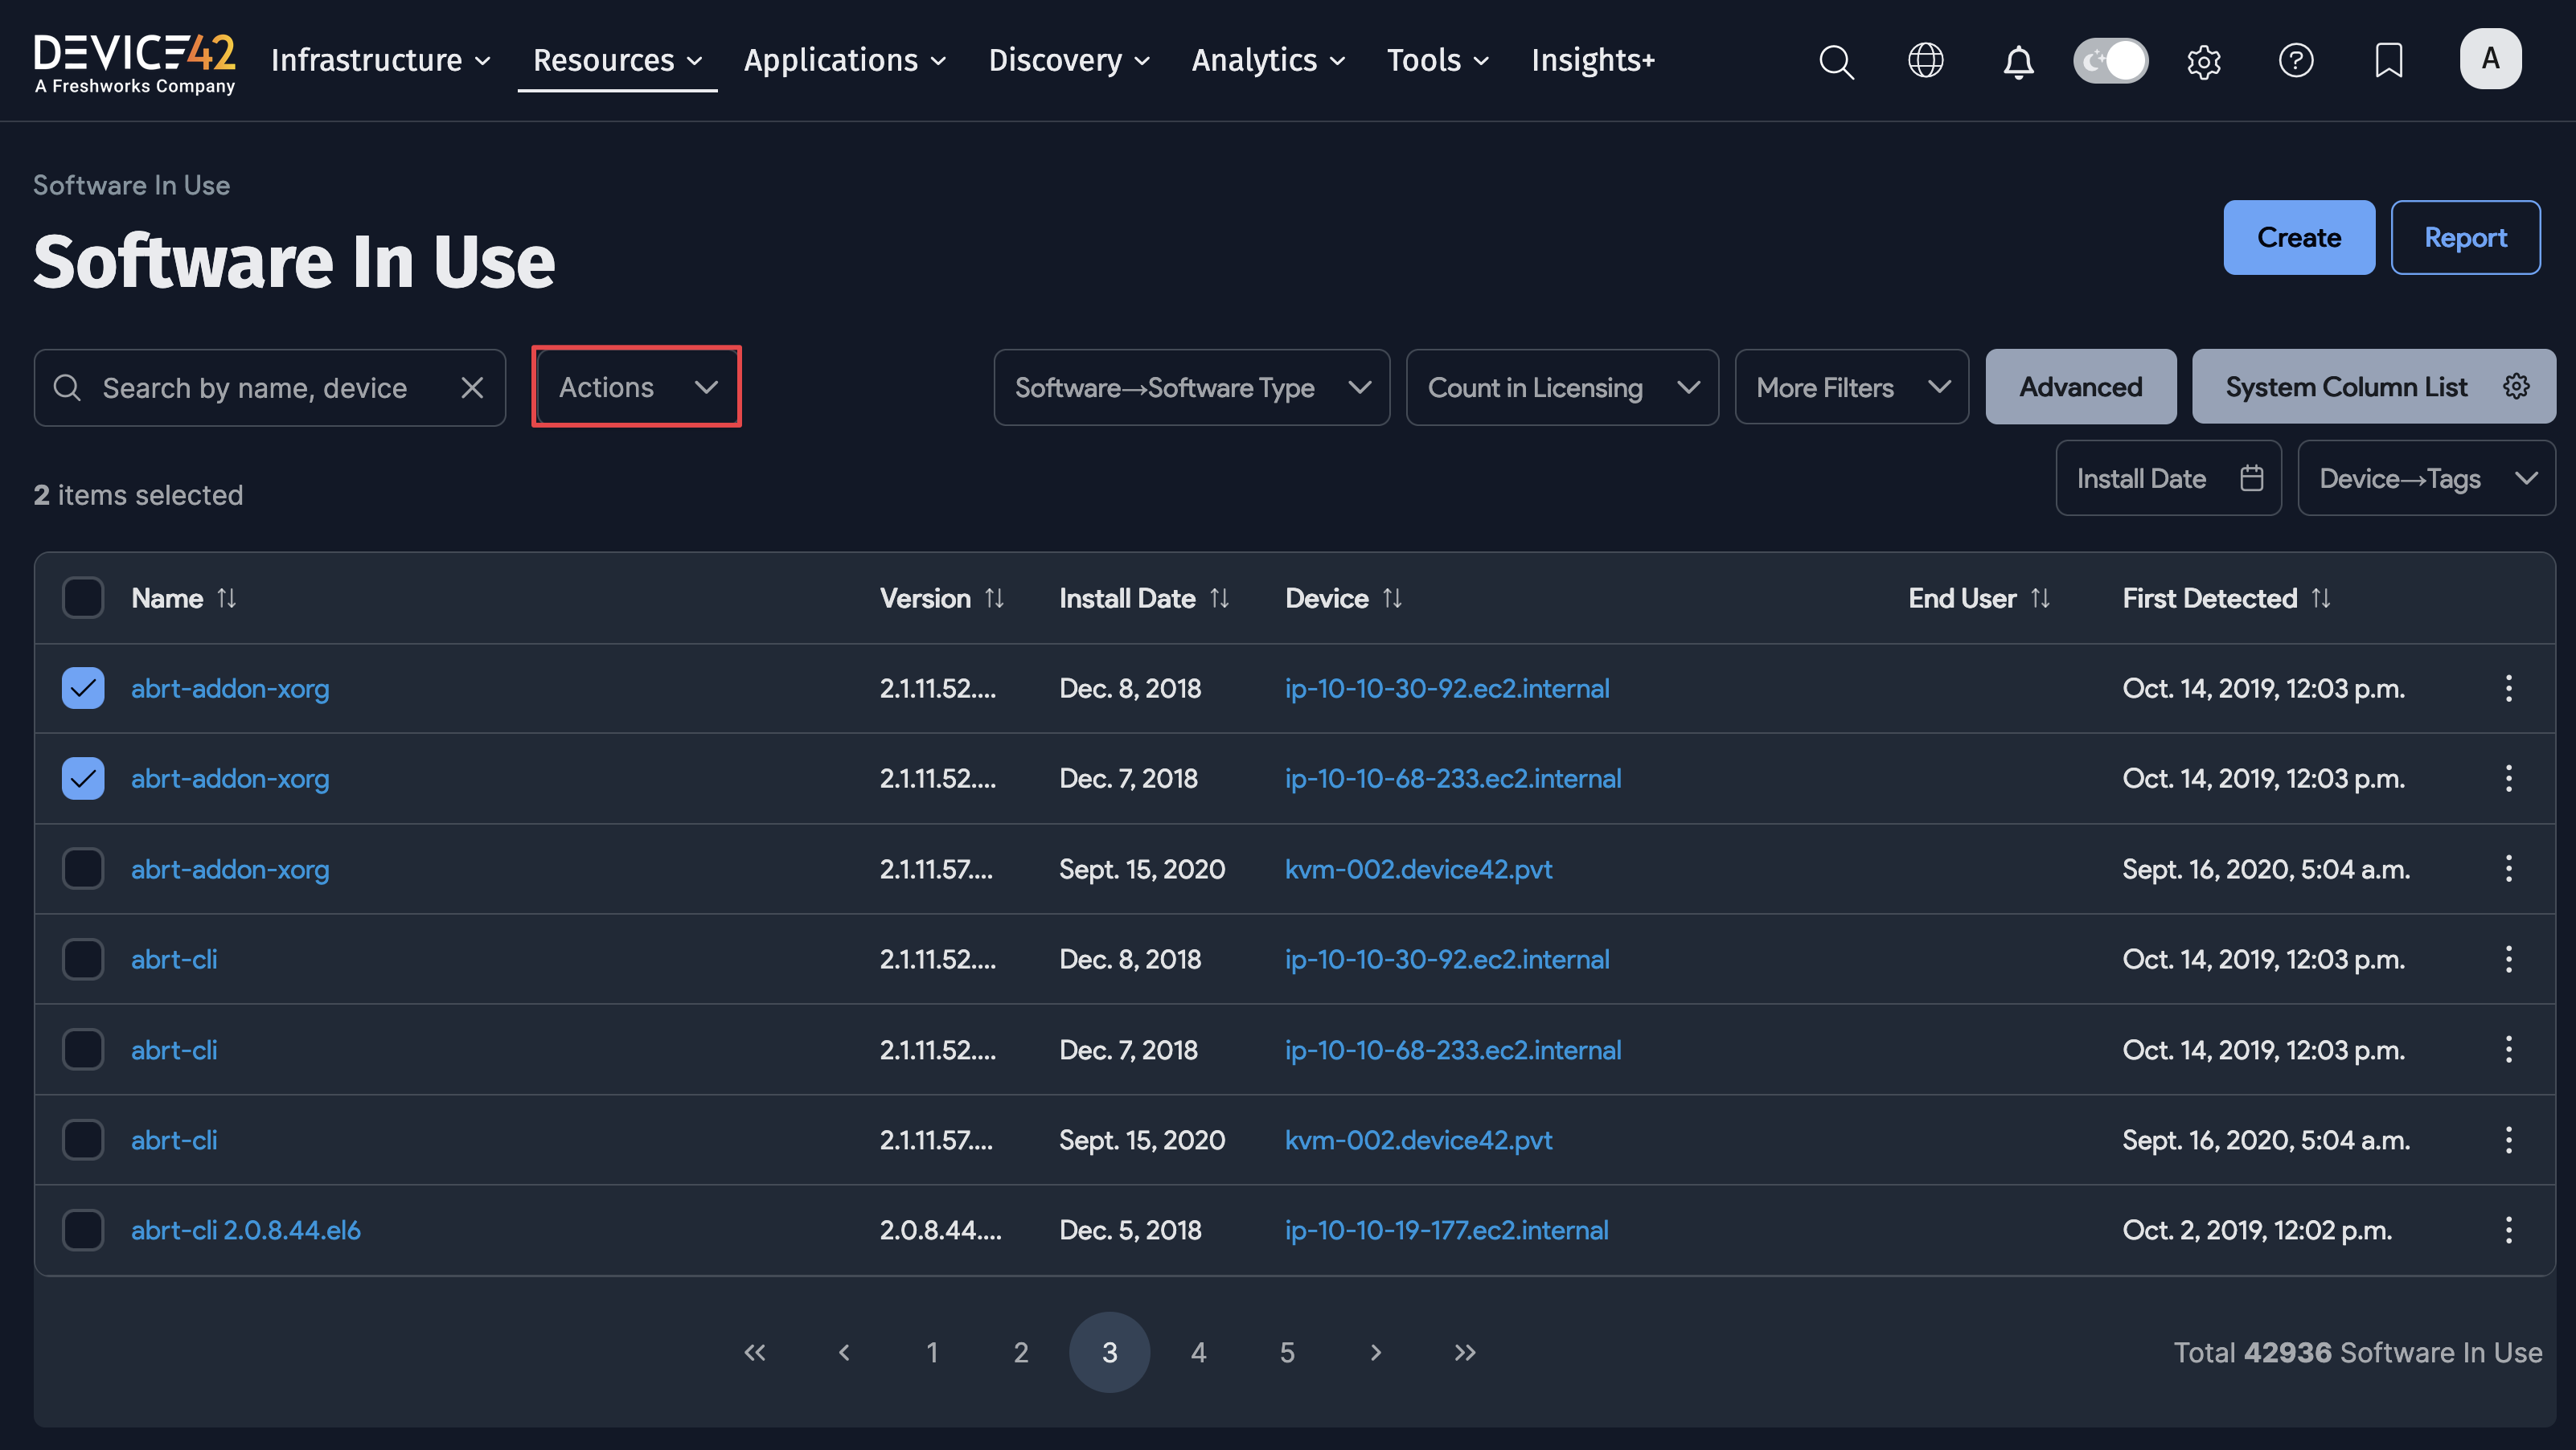 DEVICE42
A Freshworks Company
Infrastructure Resources Applications Discovery Analytics Tools Insights+
A
Software In Use
Software In Use
Create Report
Search by name, device Actions Software→Software Type Count in Licensing More Filters Advanced System Column List
Install Date Device→Tags
2 items selected
Name Version Install Date Device End User First Detected
abrt-addon-xorg 2.1.11.52.... Dec. 8, 2018 ip-10-10-30-92.ec2.internal Oct. 14, 2019, 12:03 p.m.
abrt-addon-xorg 2.1.11.52.... Dec. 7, 2018 ip-10-10-68-233.ec2.internal Oct. 14, 2019, 12:03 p.m.
abrt-addon-xorg 2.1.11.57.... Sept. 15, 2020 kvm-002.device42.pvt Sept. 16, 2020, 5:04 a.m.
abrt-cli 2.1.11.52.... Dec. 8, 2018 ip-10-10-30-92.ec2.internal Oct. 14, 2019, 12:03 p.m.
abrt-cli 2.1.11.52.... Dec. 7, 2018 ip-10-10-68-233.ec2.internal Oct. 14, 2019, 12:03 p.m.
abrt-cli 2.1.11.57.... Sept. 15, 2020 kvm-002.device42.pvt Sept. 16, 2020, 5:04 a.m.
abrt-cli 2.0.8.44.el6 2.0.8.44.... Dec. 5, 2018 ip-10-10-19-177.ec2.internal Oct. 2, 2019, 12:02 p.m.
« ‹ 1 2 3 4 5 › » Total 42936 Software In Use